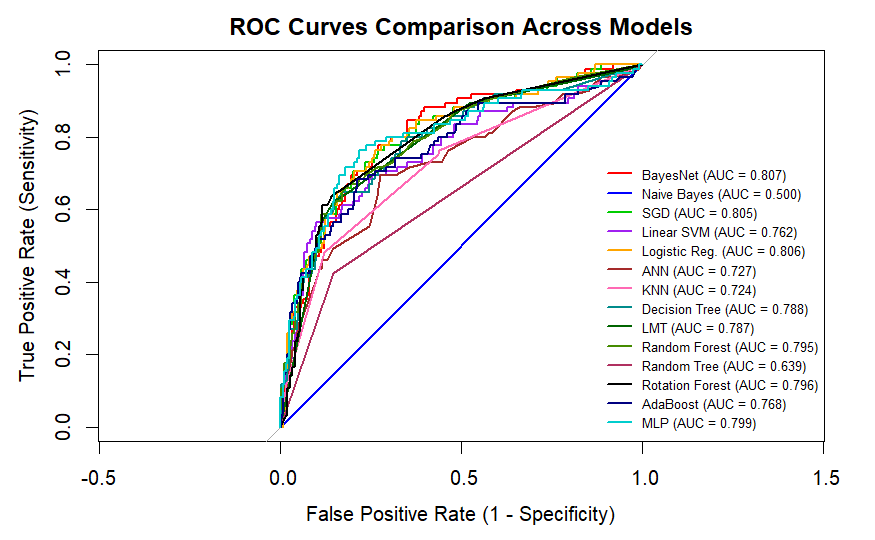 ROC Curves Comparison Across Models
True Positive Rate (Sensitivity)
1.0
0.8
0.6
0.4
0.2
0.0
BayesNet (AUC = 0.807)
Naive Bayes (AUC = 0.500)
SGD (AUC = 0.805)
Linear SVM (AUC = 0.762)
Logistic Reg. (AUC = 0.806)
ANN (AUC = 0.727)
KNN (AUC = 0.724)
Decision Tree (AUC = 0.788)
LMT (AUC = 0.787)
Random Forest (AUC = 0.795)
Random Tree (AUC = 0.639)
Rotation Forest (AUC = 0.796)
AdaBoost (AUC = 0.768)
MLP (AUC = 0.799)
-0.5 0.0 0.5 1.0 1.5
False Positive Rate (1 - Specificity)